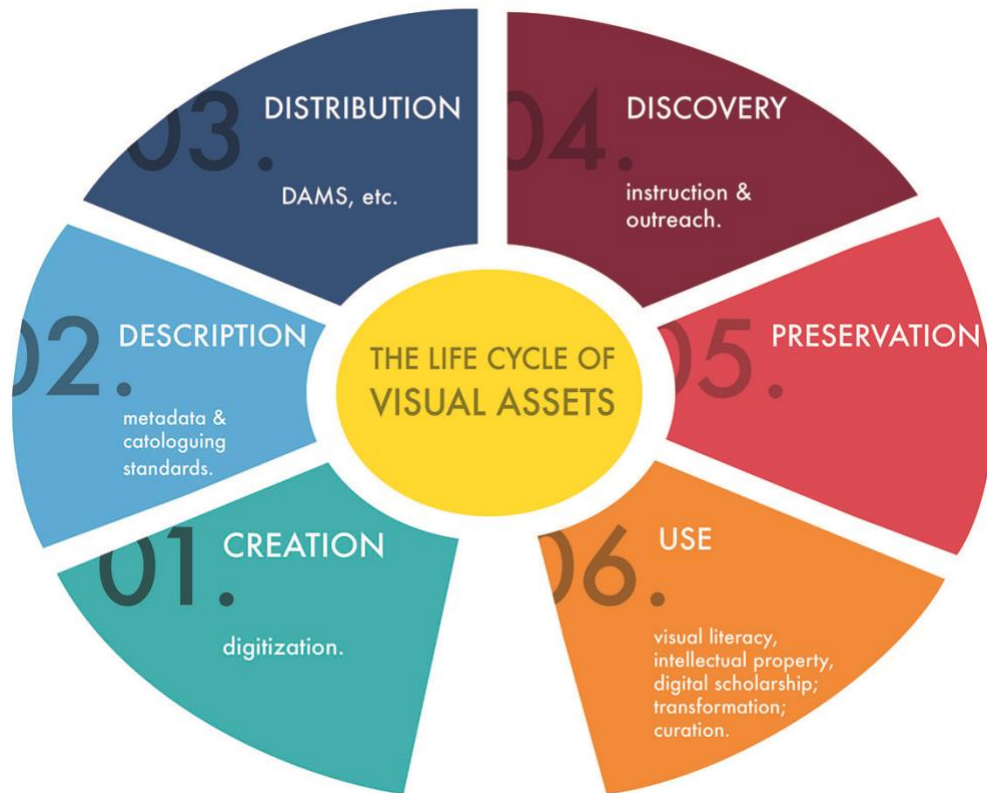 THE LIFE CYCLE OF
VISUAL ASSETS
01.
CREATION
digitization.
02.
DESCRIPTION
metadata &
catologuing
standards.
03.
DISTRIBUTION
DAMS, etc.
04.
DISCOVERY
instruction &
outreach.
05.
PRESERVATION
06.
USE
visual literacy,
intellectual property,
digital scholarship;
transformation;
curation.